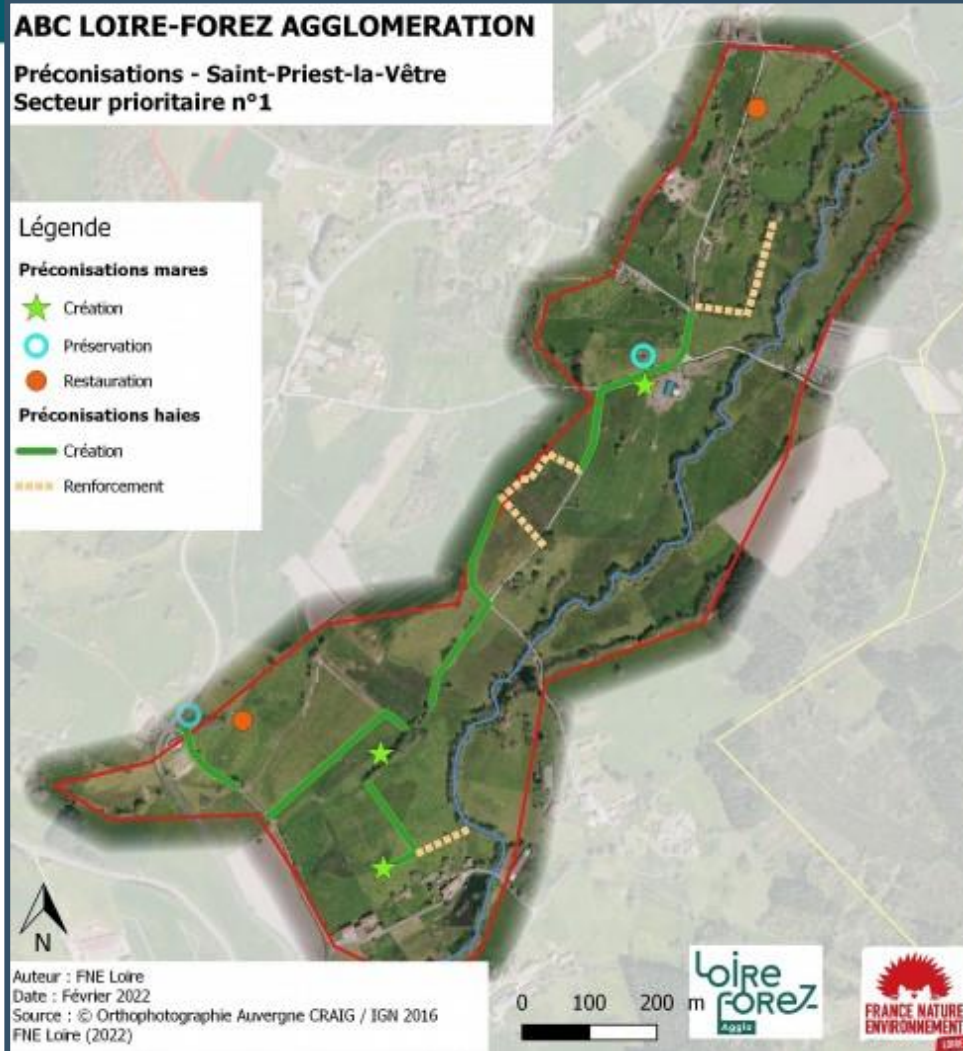 ABC LOIRE-FOREZ AGGLOMERATION
Préconisations - Saint-Priest-la-Vêtre
Secteur prioritaire n°1
Légende
Préconisations mares
Création
Préservation
Restauration
Préconisations haies
Création
Renforcement
N
Auteur : FNE Loire
Date : Février 2022
Source : © Orthophotographie Auvergne CRAIG / IGN 2016
FNE Loire (2022)
0 100 200 m
Loire
Forez
Agglo
FRANCE NATURE
ENVIRONNEMENT
LOIRE